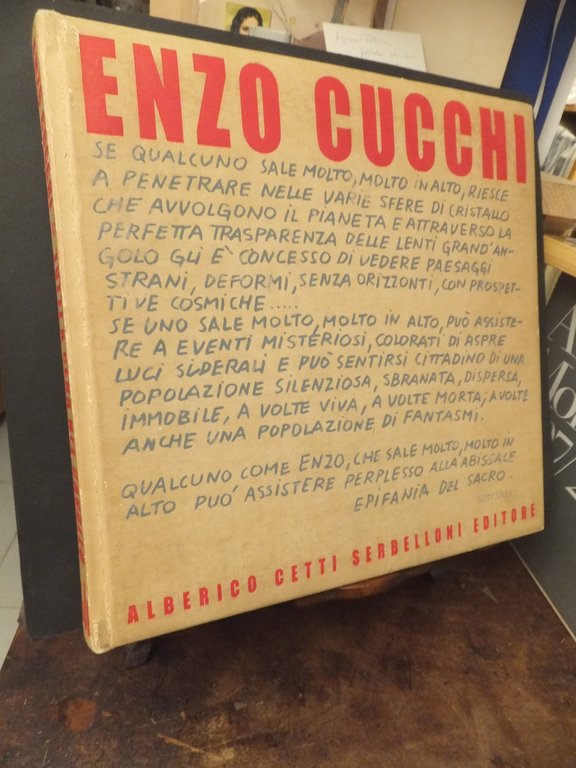 ENZO CUCCHI
SE QUALCUNO SALE MOLTO, MOLTO IN ALTO, RIESCE
A PENETRARE NELLE VARIE SFERE DI CRISTALLO
CHE AVVOLGONO IL PIANETA E ATTRAVERSO LA
PERFETTA TRASPARENZA DELLE LENTI GRAND'AN-
GOLO GLI È CONCESSO DI VEDERE PAESAGGI
STRANI, DEFORMI, SENZA ORIZZONTI, CON PROSPET-
TIVE COSMICHE.....
SE UNO SALE MOLTO, MOLTO IN ALTO, PUÒ ASSISTE-
RE A EVENTI MISTERIOSI, COLORATI DI ASPRE
LUCI SIDERALI E PUÒ SENTIRSI CITTADINO DI UNA
POPOLAZIONE SILENZIOSA, SBRANATA, DISPERSA,
IMMOBILE, A VOLTE VIVA, A VOLTE MORTA; A VOLTE
ANCHE UNA POPOLAZIONE DI FANTASMI.
QUALCUNO COME ENZO, CHE SALE MOLTO, MOLTO IN
ALTO PUO' ASSISTERE PERPLESSO ALLA ABISSALE
EPIFANIA DEL SACRO.
SOTTSASS
ALBERICO CETTI SERBELLONI EDITORE